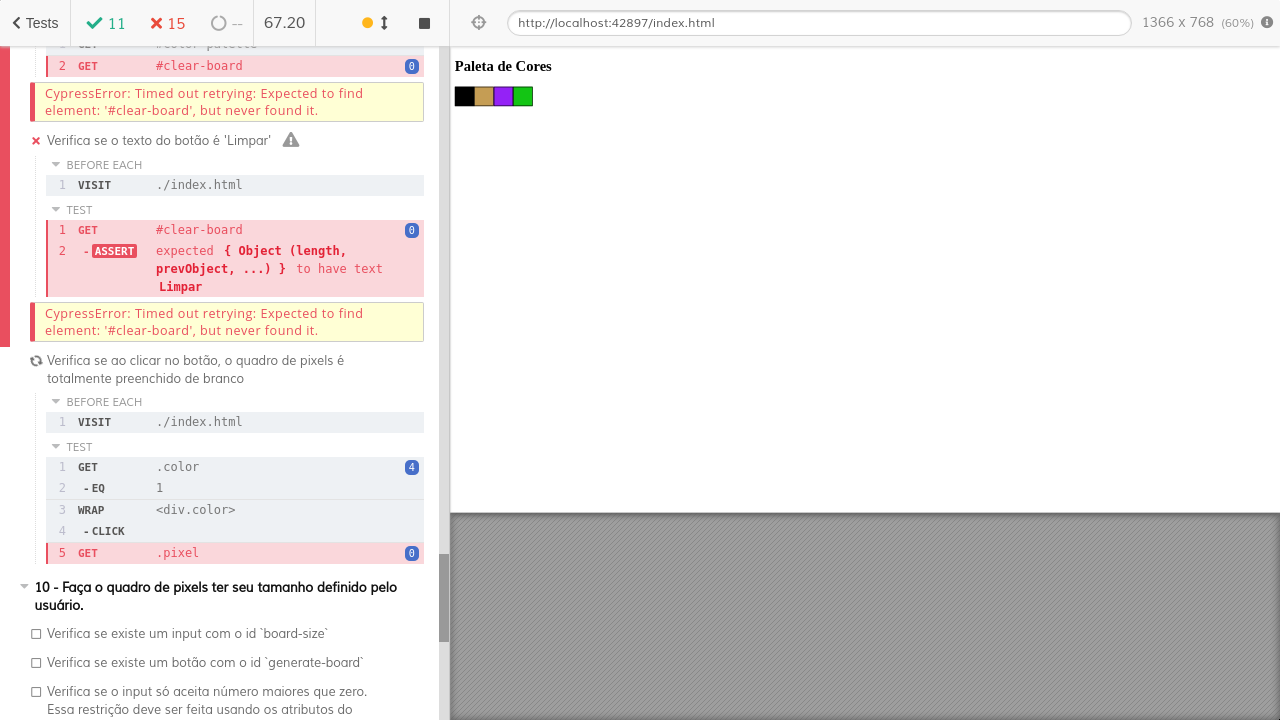 Tests 11 15 -- 67.20
http://localhost:42897/index.html 1366 x 768 (60%)
1 GET #color-palette
2 GET #clear-board 0
CypressError: Timed out retrying: Expected to find
element: '#clear-board', but never found it.
Verifica se o texto do botão é 'Limpar'
BEFORE EACH
1 VISIT ./index.html
TEST
1 GET #clear-board 0
2 -ASSERT expected { Object (length,
prevObject, ...) } to have text
Limpar
CypressError: Timed out retrying: Expected to find
element: '#clear-board', but never found it.
Verifica se ao clicar no botão, o quadro de pixels é
totalmente preenchido de branco
BEFORE EACH
1 VISIT ./index.html
TEST
1 GET .color 4
2 -EQ 1
3 WRAP <div.color>
4 -CLICK
5 GET .pixel 0
10 - Faça o quadro de pixels ter seu tamanho definido pelo
usuário.
Verifica se existe um input com o id `board-size`
Verifica se existe um botão com o id `generate-board`
Verifica se o input só aceita número maiores que zero.
Essa restrição deve ser feita usando os atributos do
Paleta de Cores